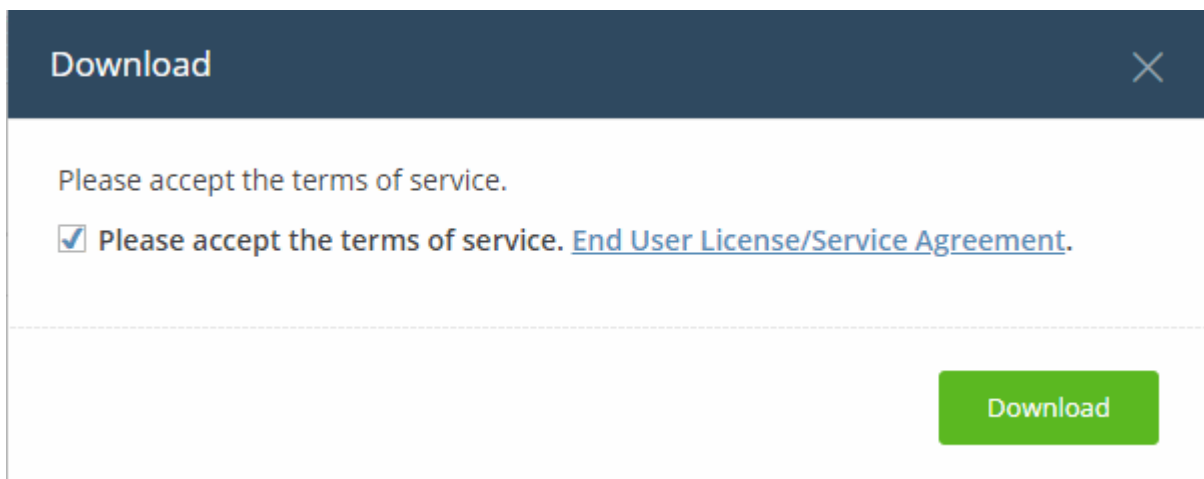 Download
Please accept the terms of service.
Please accept the terms of service. End User License/Service Agreement.
Download